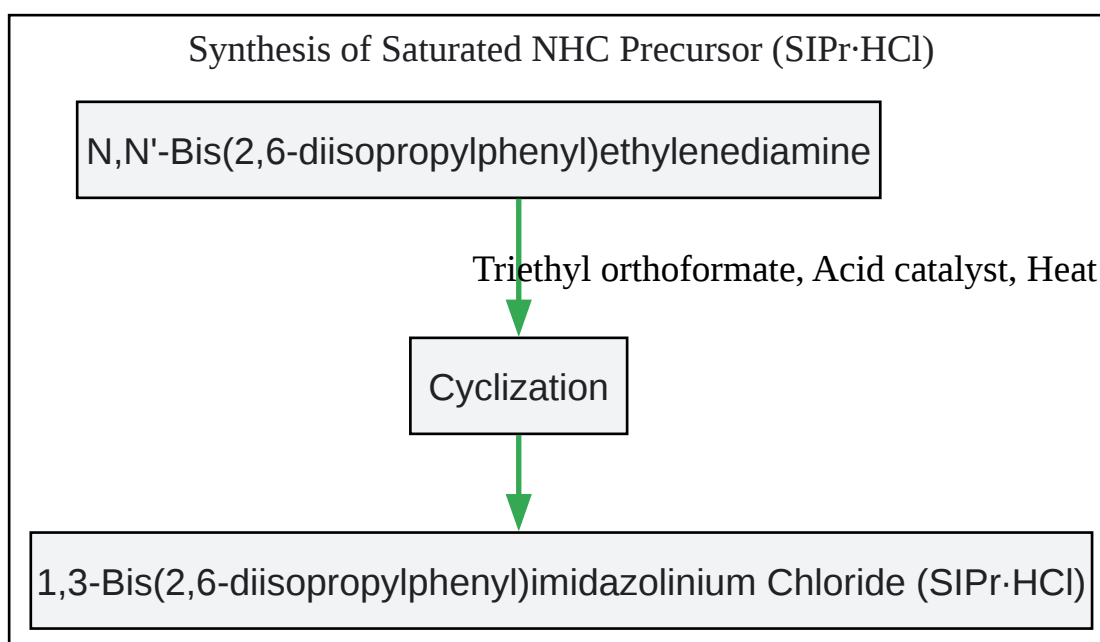 Synthesis of Saturated NHC Precursor (SIPr·HCl)
N,N'-Bis(2,6-diisopropylphenyl)ethylenediamine
Triethyl orthoformate, Acid catalyst, Heat
Cyclization
1,3-Bis(2,6-diisopropylphenyl)imidazolinium Chloride (SIPr·HCl)